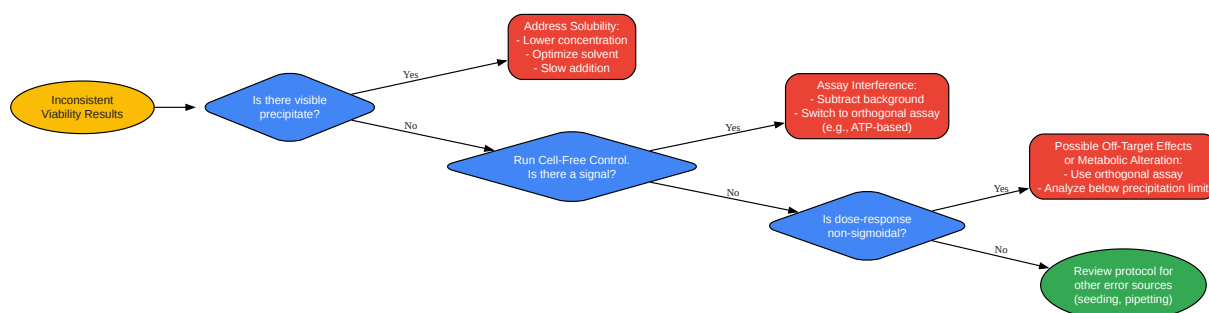 Inconsistent
Viability Results
Is there visible
precipitate?
Yes
No
Address Solubility:
- Lower concentration
- Optimize solvent
- Slow addition
Run Cell-Free Control.
Is there a signal?
Yes
No
Assay Interference:
- Subtract background
- Switch to orthogonal assay
(e.g., ATP-based)
Is dose-response
non-sigmoidal?
Yes
No
Possible Off-Target Effects
or Metabolic Alteration:
- Use orthogonal assay
- Analyze below precipitation limit
Review protocol for
other error sources
(seeding, pipetting)